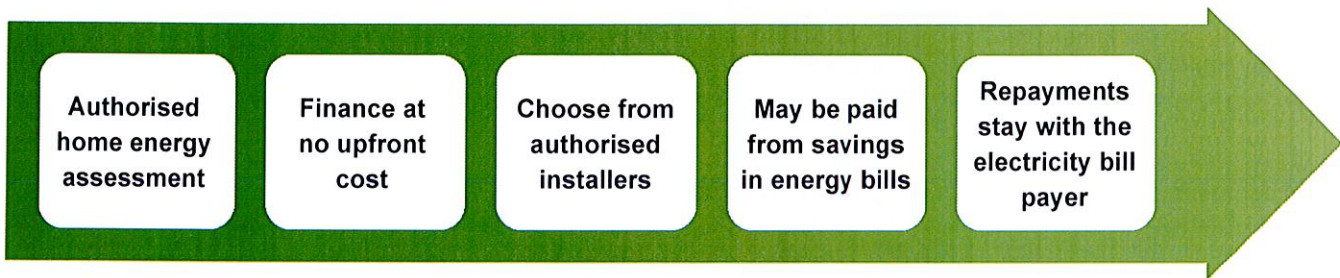 Authorised
home energy
assessment
Finance at
no upfront
cost
Choose from
authorised
installers
May be paid
from savings
in energy bills
Repayments
stay with the
electricity bill
payer